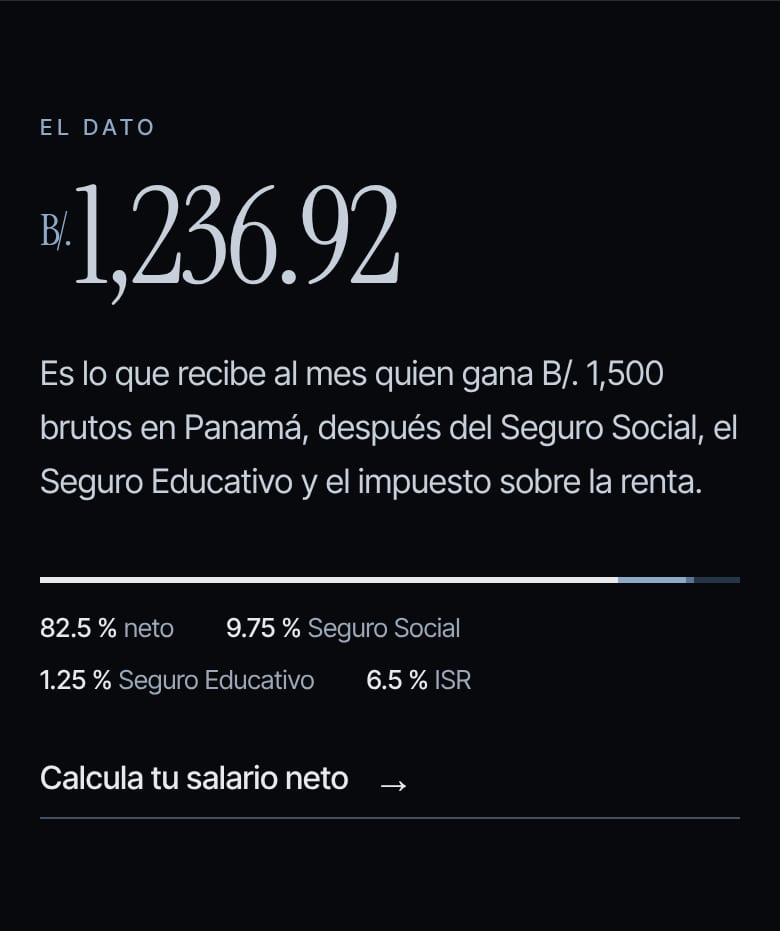 EL DATO
B/.1,236.92
Es lo que recibe al mes quien gana B/. 1,500
brutos en Panamá, después del Seguro Social, el
Seguro Educativo y el impuesto sobre la renta.
82.5 % neto 9.75 % Seguro Social
1.25 % Seguro Educativo 6.5 % ISR
Calcula tu salario neto →